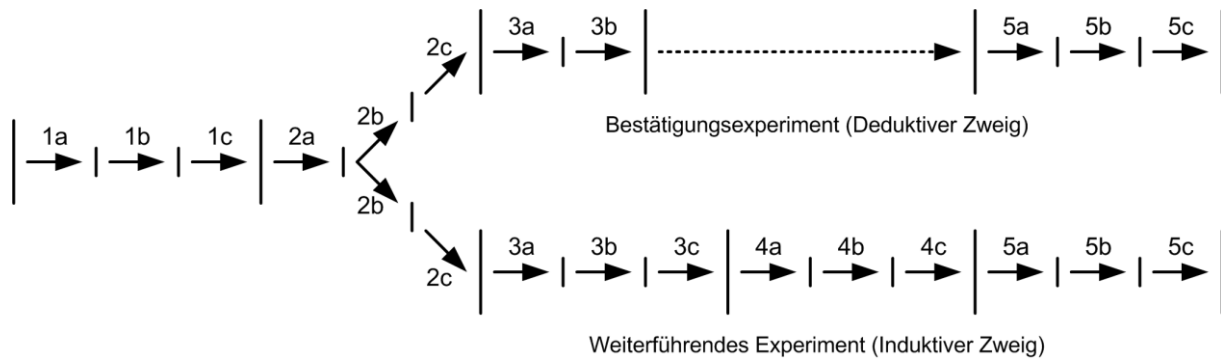 3a 3b 5a 5b 5c
2c
2b
Bestätigungsexperiment (Deduktiver Zweig)
1a 1b 1c 2a
2b
3a 3b 3c 4a 4b 4c 5a 5b 5c
2c
Weiterführendes Experiment (Induktiver Zweig)